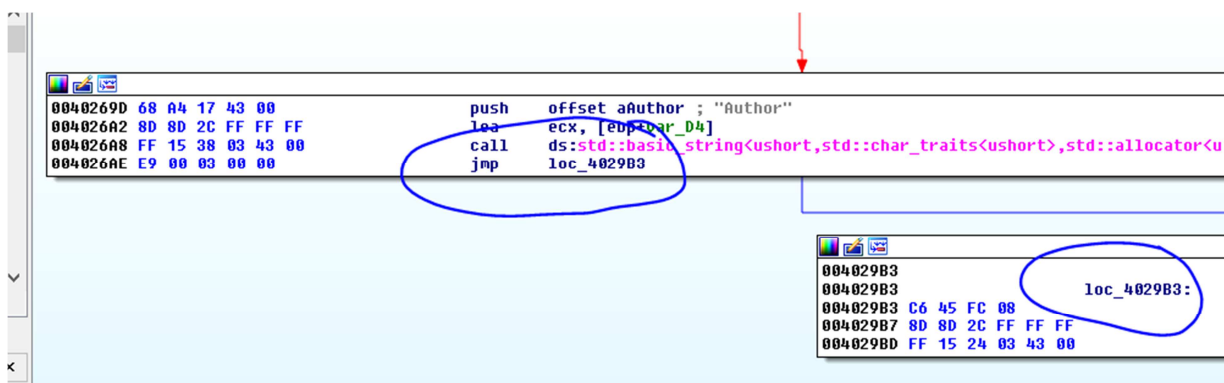 0040269D 68 A4 17 43 00 push offset aAuthor ; "Author"
004026A2 8D 8D 2C FF FF FF lea ecx, [ebp+var_D4]
004026A8 FF 15 38 03 43 00 call ds:std::basic_string<ushort,std::char_traits<ushort>,std::allocator<u
004026AE E9 00 03 00 00 jmp loc_4029B3
004029B3
004029B3 loc_4029B3:
004029B3 C6 45 FC 08
004029B7 8D 8D 2C FF FF FF
004029BD FF 15 24 03 43 00